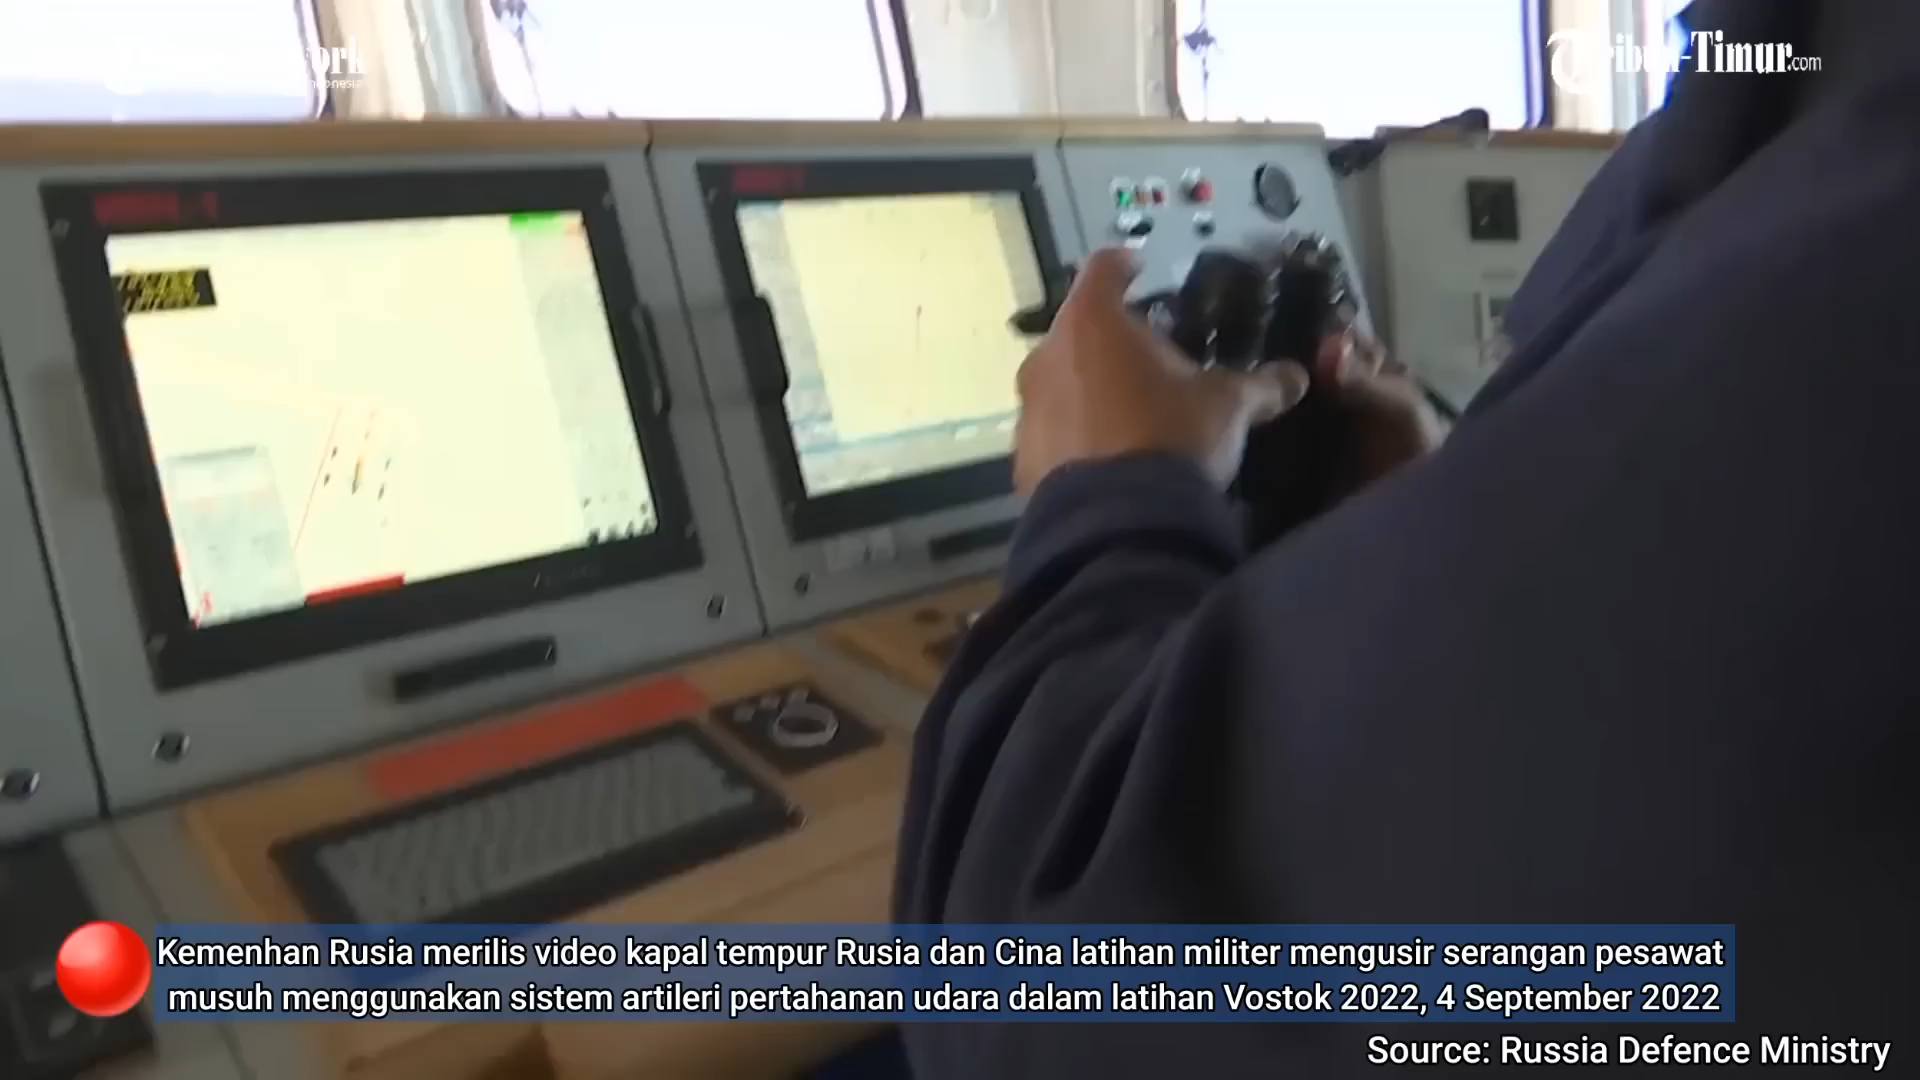 Tribun-Timur.com
Kemenhan Rusia merilis video kapal tempur Rusia dan Cina latihan militer mengusir serangan pesawat
musuh menggunakan sistem artileri pertahanan udara dalam latihan Vostok 2022, 4 September 2022
Source: Russia Defence Ministry